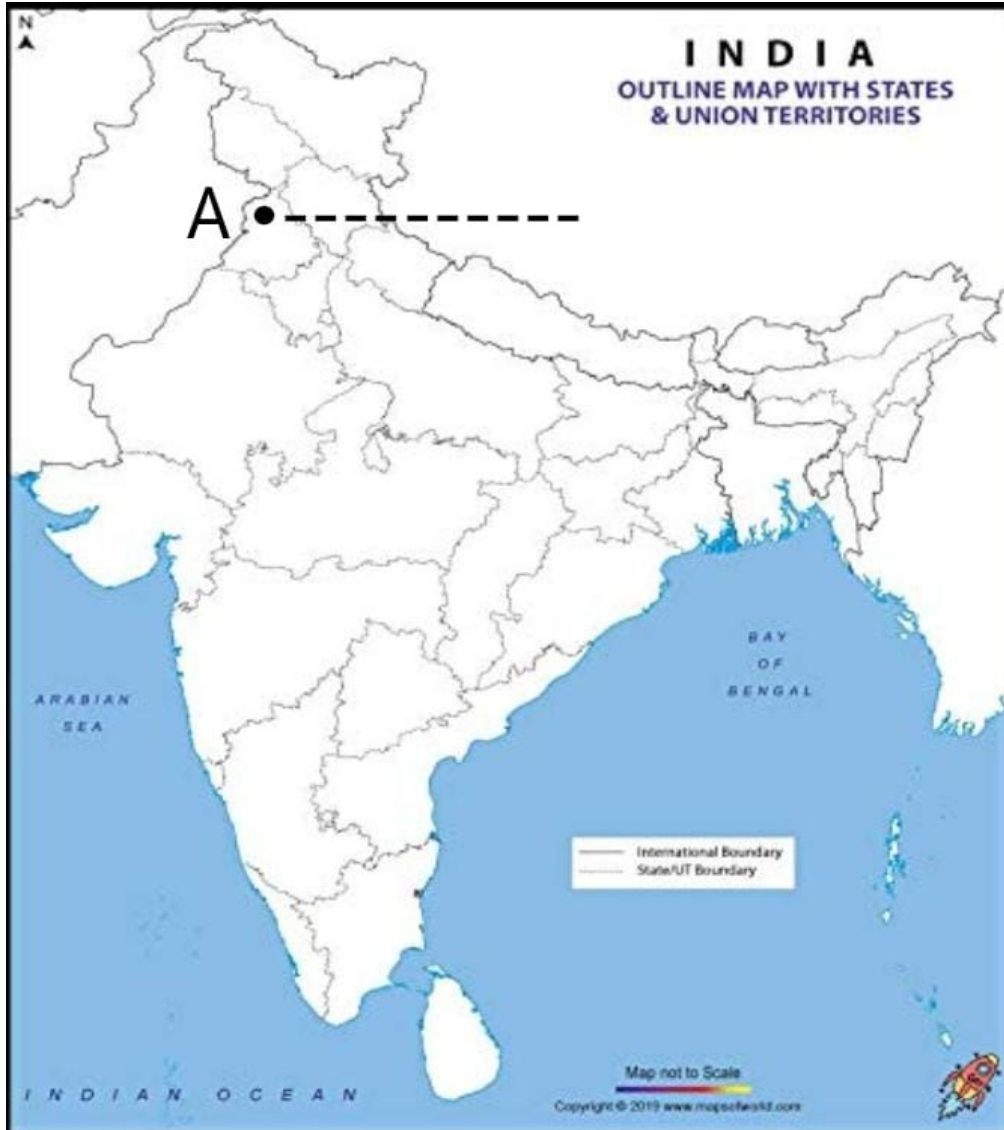 N
INDIA
OUTLINE MAP WITH STATES
& UNION TERRITORIES
A
BAY
OF
BENGAL
ARABIAN
SEA
International Boundary
State/UT Boundary
Map not to Scale
Copyright © 2019 www.mapsofworld.com
INDIAN OCEAN